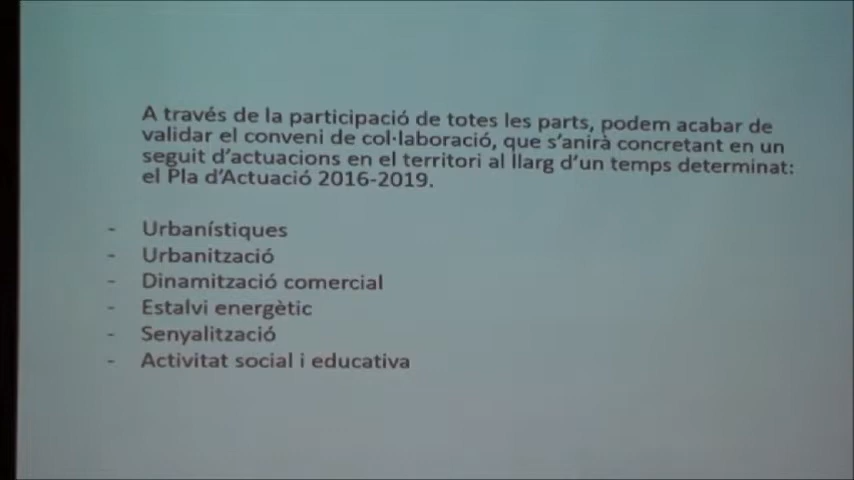 A través de la participació de totes les parts, podem acabar de
validar el conveni de col·laboració, que s'anirà concretant en un
seguit d'actuacions en el territori al llarg d'un temps determinat:
el Pla d'Actuació 2016-2019.
- Urbanístiques
- Urbanització
- Dinamització comercial
- Estalvi energètic
- Senyalització
- Activitat social i educativa